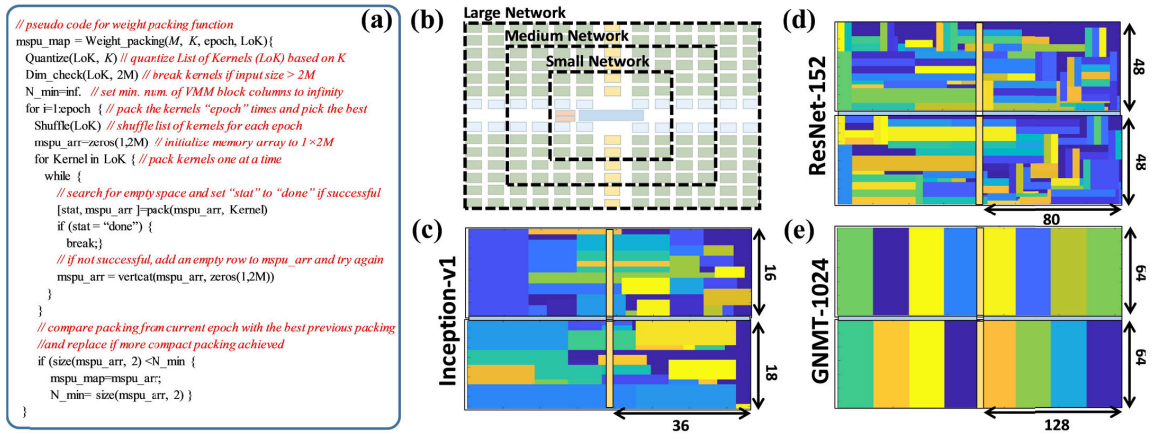 // pseudo code for weight packing function
mspu_map = Weight_packing(M, K, epoch, LoK){
Quantize(LoK, K) // quantize List of Kernels (LoK) based on K
Dim_check(LoK, 2M) // break kernels if input size > 2M
N_min=inf. // set min. num. of VMM block columns to infinity
for i=1:epoch { // pack the kernels “epoch” times and pick the best
Shuffle(LoK) // shuffle list of kernels for each epoch
mspu_arr=zeros(1,2M) // initialize memory array to 1×2M
for Kernel in LoK { // pack kernels one at a time
while {
// search for empty space and set “stat” to “done” if successful
[stat, mspu_arr ]=pack(mspu_arr, Kernel)
if (stat = “done”) {
break;}
// if not successful, add an empty row to mspu_arr and try again
mspu_arr = vertcat(mspu_arr, zeros(1,2M))
}
}
// compare packing from current epoch with the best previous packing
//and replace if more compact packing achieved
if (size(mspu_arr, 2) <N_min {
mspu_map=mspu_arr;
N_min= size(mspu_arr, 2) }
}
(a)
(b)
Large Network
Medium Network
Small Network
(c)
Inception-v1
16
18
36
(d)
ResNet-152
48
48
80
(e)
GNMT-1024
64
64
128